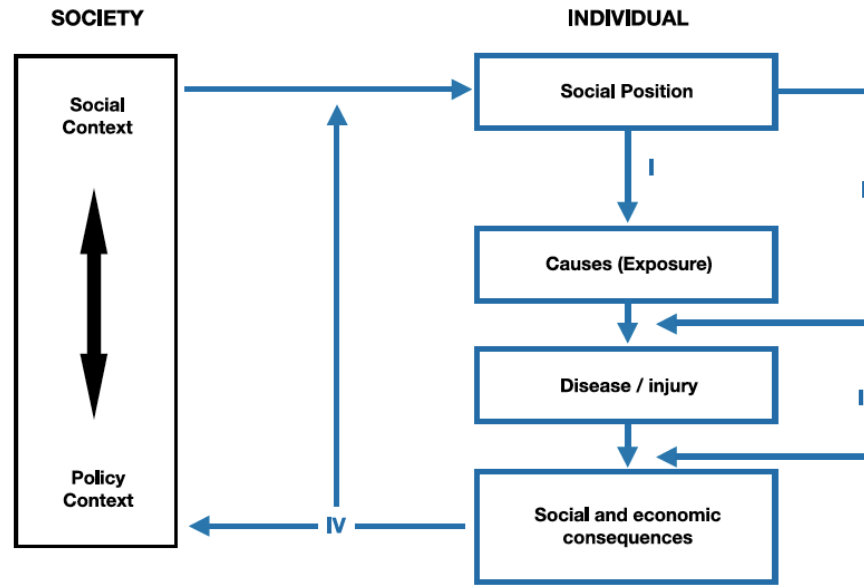 SOCIETY
INDIVIDUAL
Social
Context
Social Position
I
Causes (Exposure)
Disease / injury
Policy
Context
IV
Social and economic
consequences